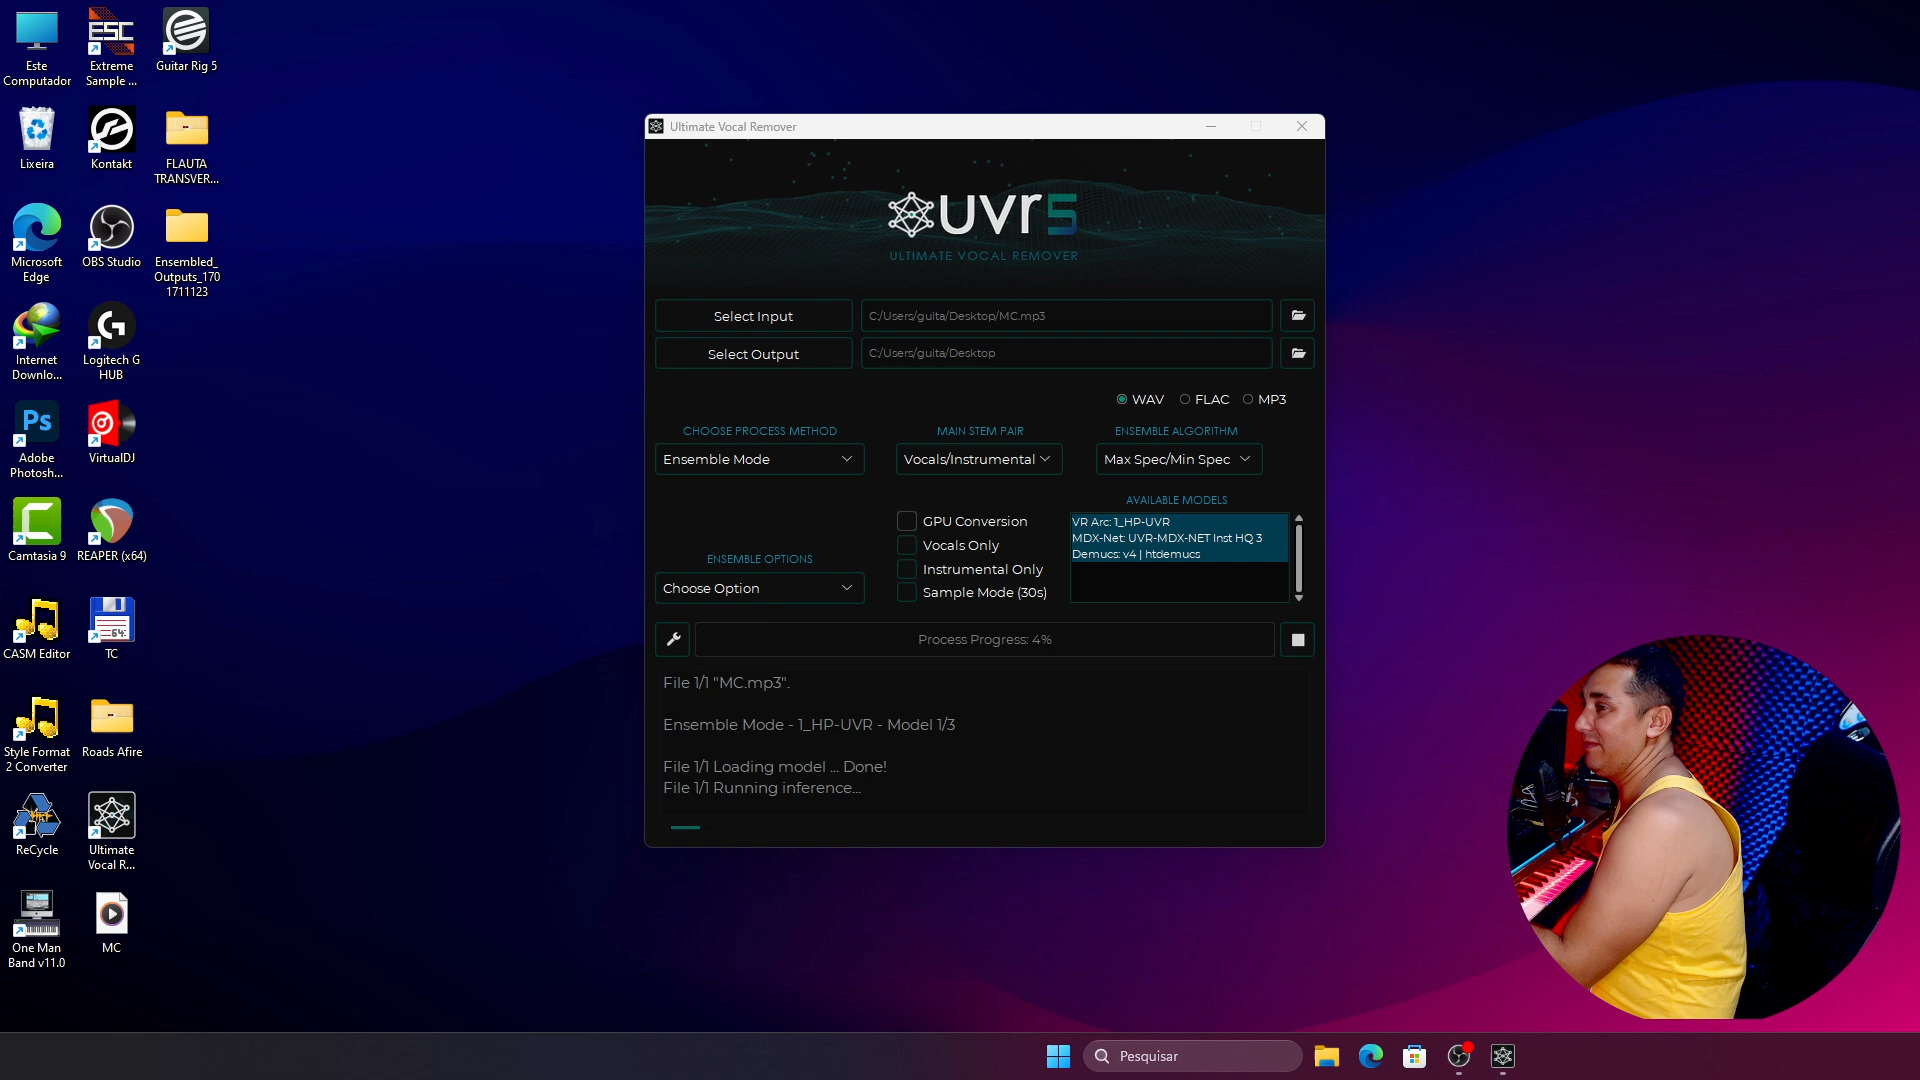 Este
Computador
Extreme
Sample ...
Guitar Rig 5
Lixeira
Kontakt
FLAUTA
TRANSVER...
Microsoft
Edge
OBS Studio
Ensembled_
Outputs_170
1711123
Internet
Downlo...
Logitech G
HUB
Adobe
Photosh...
VirtualDJ
Camtasia 9
REAPER (x64)
CASM Editor
TC
Style Format
2 Converter
Roads Afire
ReCycle
Ultimate
Vocal R...
One Man
Band v11.0
MC
ESC
Ps
64
Ultimate Vocal Remover
uvr5
ULTIMATE VOCAL REMOVER
Select Input
C:/Users/guita/Desktop/MC.mp3
Select Output
C:/Users/guita/Desktop
WAV FLAC MP3
CHOOSE PROCESS METHOD
MAIN STEM PAIR
ENSEMBLE ALGORITHM
Ensemble Mode
Vocals/Instrumental
Max Spec/Min Spec
AVAILABLE MODELS
GPU Conversion
Vocals Only
Instrumental Only
Sample Mode (30s)
VR Arc: 1_HP-UVR
MDX-Net: UVR-MDX-NET Inst HQ 3
Demucs: v4 | htdemucs
ENSEMBLE OPTIONS
Choose Option
Process Progress: 4%
File 1/1 "MC.mp3".
Ensemble Mode - 1_HP-UVR - Model 1/3
File 1/1 Loading model ... Done!
File 1/1 Running inference...
Pesquisar